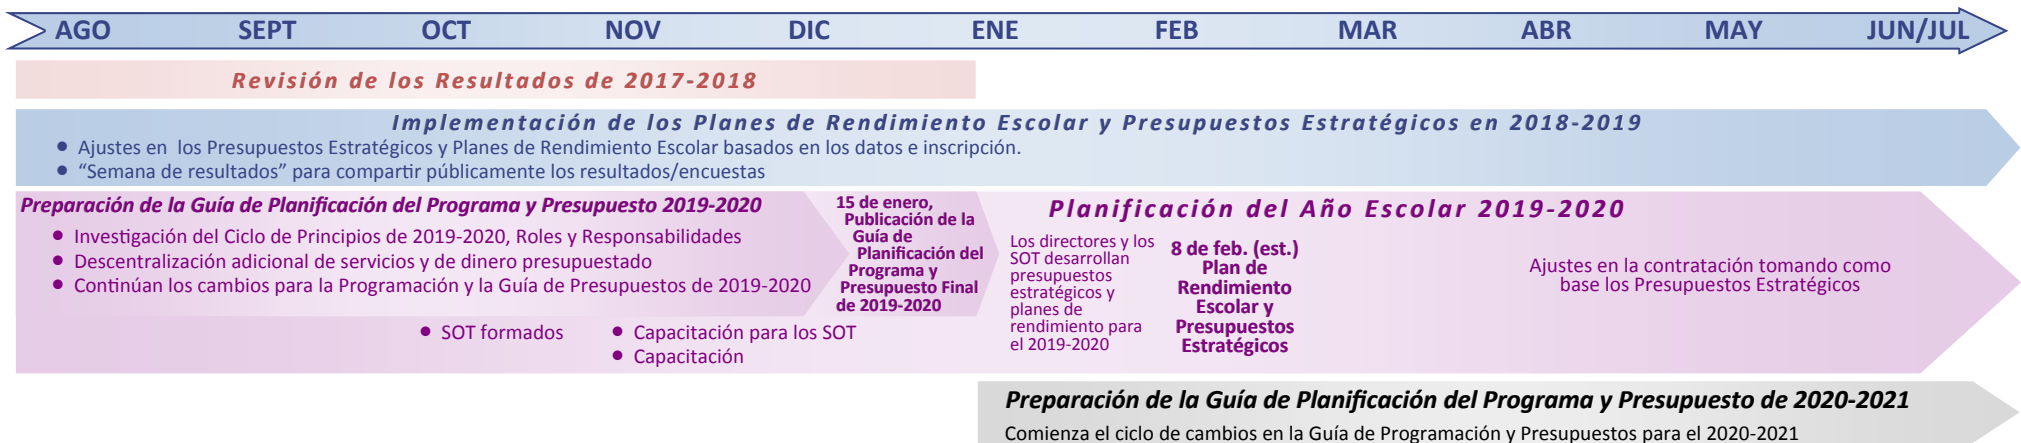 AGO SEPT OCT NOV DIC ENE FEB MAR ABR MAY JUN/JUL
Revisión de los Resultados de 2017-2018
Implementación de los Planes de Rendimiento Escolar y Presupuestos Estratégicos en 2018-2019
• Ajustes en los Presupuestos Estratégicos y Planes de Rendimiento Escolar basados en los datos e inscripción.
• “Semana de resultados” para compartir públicamente los resultados/encuestas
Preparación de la Guía de Planificación del Programa y Presupuesto 2019-2020
• Investigación del Ciclo de Principios de 2019-2020, Roles y Responsabilidades
• Descentralización adicional de servicios y de dinero presupuestado
• Continúan los cambios para la Programación y la Guía de Presupuestos de 2019-2020
• SOT formados
• Capacitación para los SOT
• Capacitación
15 de enero,
Publicación de la
Guía de
Planificación del
Programa y
Presupuesto Final
de 2019-2020
Planificación del Año Escolar 2019-2020
Los directores y los
SOT desarrollan
presupuestos
estratégicos y
planes de
rendimiento para
el 2019-2020
8 de feb. (est.)
Plan de
Rendimiento
Escolar y
Presupuestos
Estratégicos
Ajustes en la contratación tomando como
base los Presupuestos Estratégicos
Preparación de la Guía de Planificación del Programa y Presupuesto de 2020-2021
Comienza el ciclo de cambios en la Guía de Programación y Presupuestos para el 2020-2021